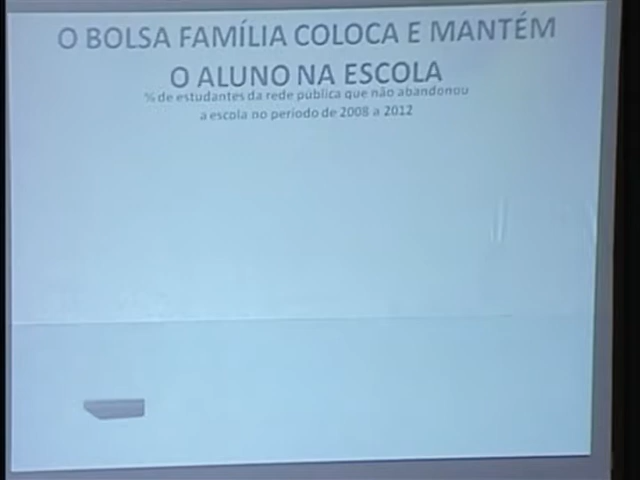 O BOLSA FAMÍLIA COLOCA E MANTÉM
O ALUNO NA ESCOLA
% de estudantes da rede pública que não abandonou
a escola no período de 2008 a 2012